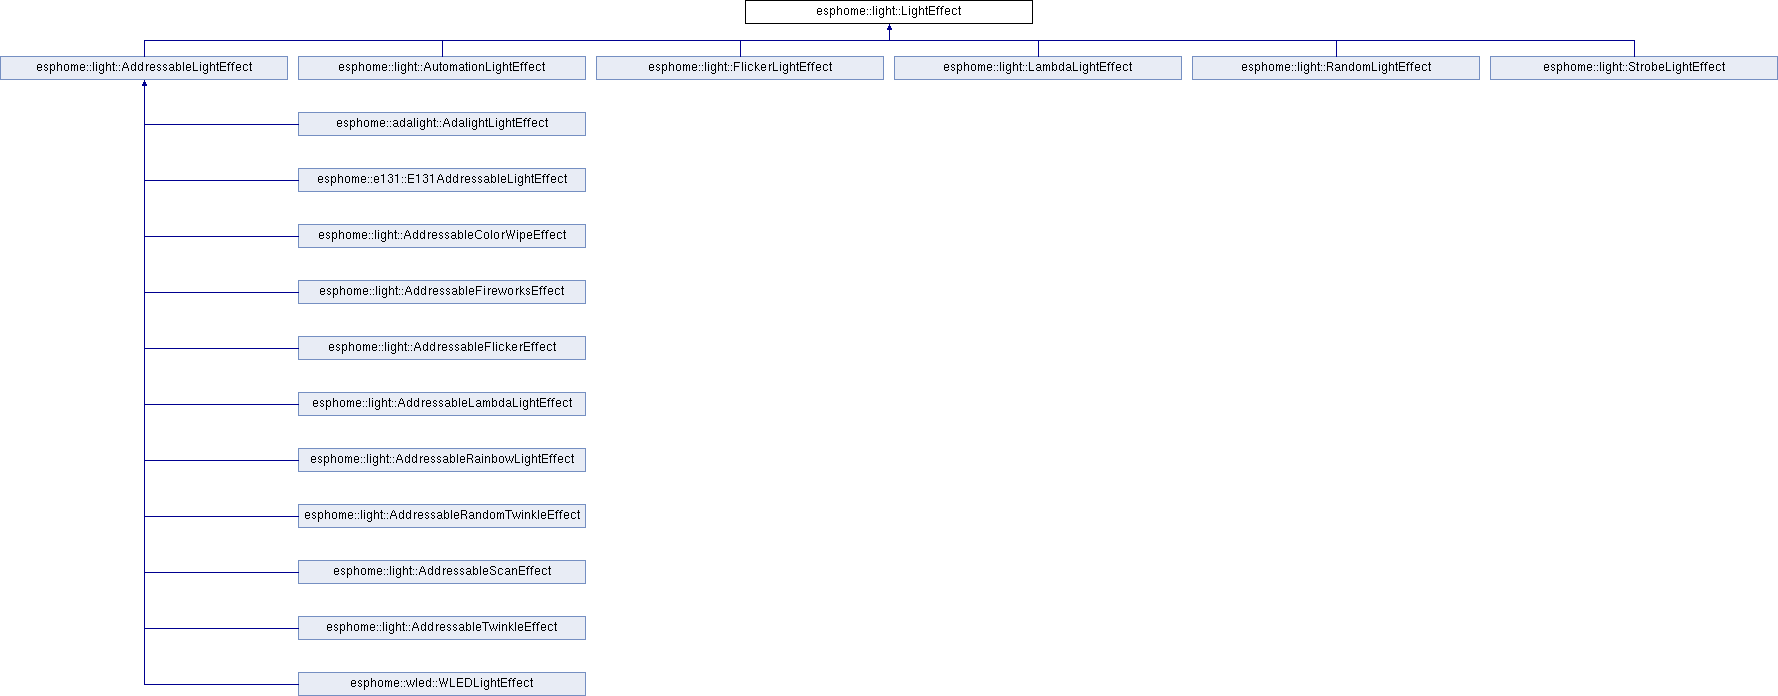 esphome::light::LightEffect
esphome::light::AddressableLightEffect
esphome::light::AutomationLightEffect
esphome::light::FlickerLightEffect
esphome::light::LambdaLightEffect
esphome::light::RandomLightEffect
esphome::light::StrobeLightEffect
esphome::adalight::AdalightLightEffect
esphome::e131::E131AddressableLightEffect
esphome::light::AddressableColorWipeEffect
esphome::light::AddressableFireworksEffect
esphome::light::AddressableFlickerEffect
esphome::light::AddressableLambdaLightEffect
esphome::light::AddressableRainbowLightEffect
esphome::light::AddressableRandomTwinkleEffect
esphome::light::AddressableScanEffect
esphome::light::AddressableTwinkleEffect
esphome::wled::WLEDLightEffect